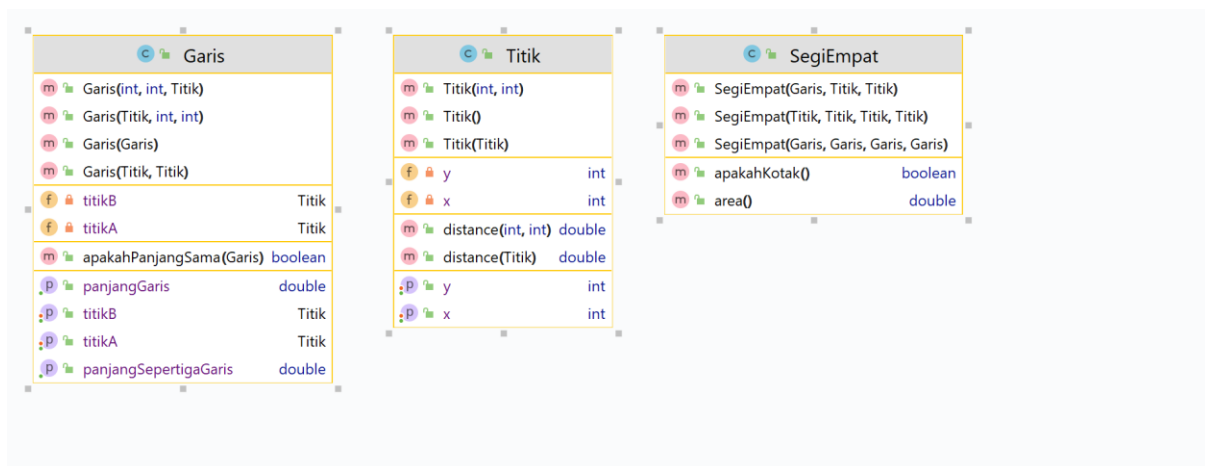 Garis
Garis(int, int, Titik)
Garis(Titik, int, int)
Garis(Garis)
Garis(Titik, Titik)
titikB Titik
titikA Titik
apakahPanjangSama(Garis) boolean
panjangGaris double
titikB Titik
titikA Titik
panjangSepertigaGaris double
Titik
Titik(int, int)
Titik()
Titik(Titik)
y int
x int
distance(int, int) double
distance(Titik) double
y int
x int
SegiEmpat
SegiEmpat(Garis, Titik, Titik)
SegiEmpat(Titik, Titik, Titik, Titik)
SegiEmpat(Garis, Garis, Garis, Garis)
apakahKotak() boolean
area() double